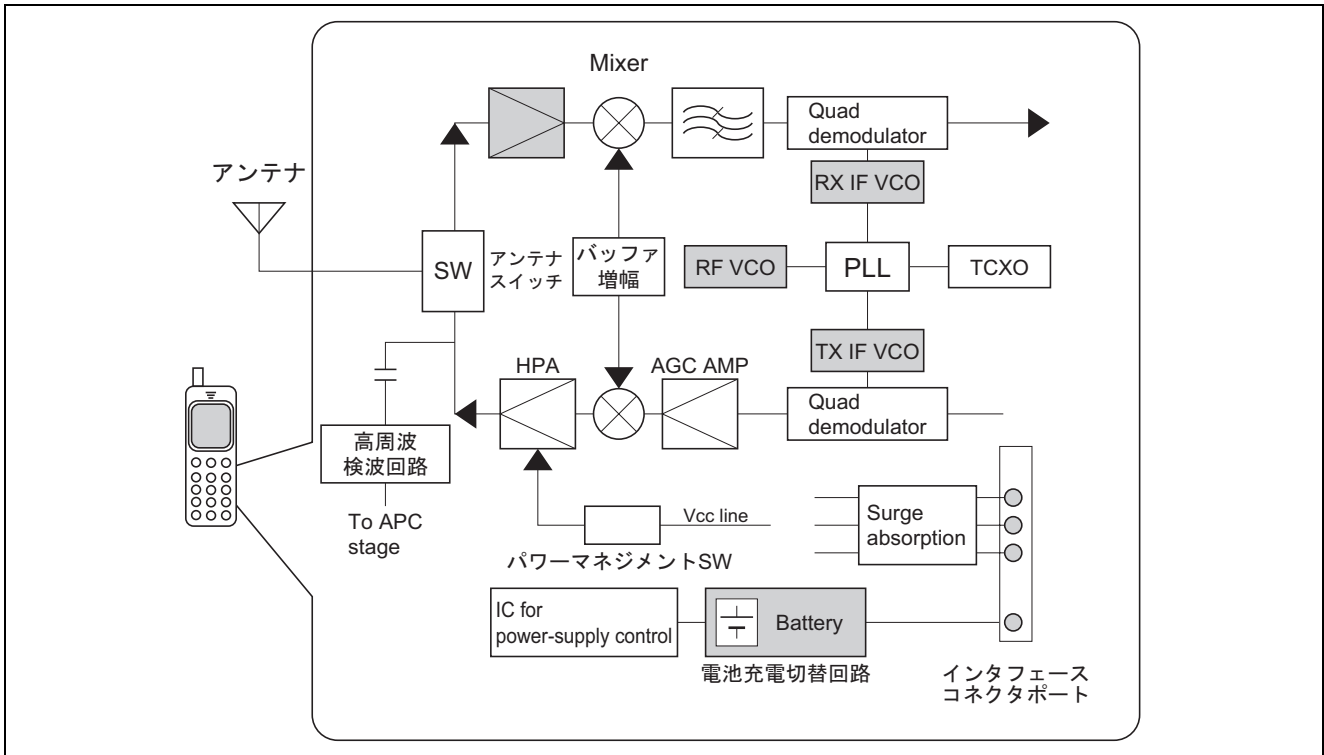 Mixer
Quad
demodulator
アンテナ
RX IF VCO
SW
アンテナ
スイッチ
バッファ
増幅
RF VCO
PLL
TCXO
TX IF VCO
HPA
AGC AMP
Quad
demodulator
高周波
検波回路
To APC
stage
Vcc line
パワーマネジメントSW
Surge
absorption
IC for
power-supply control
Battery
電池充電切替回路
インタフェース
コネクタポート